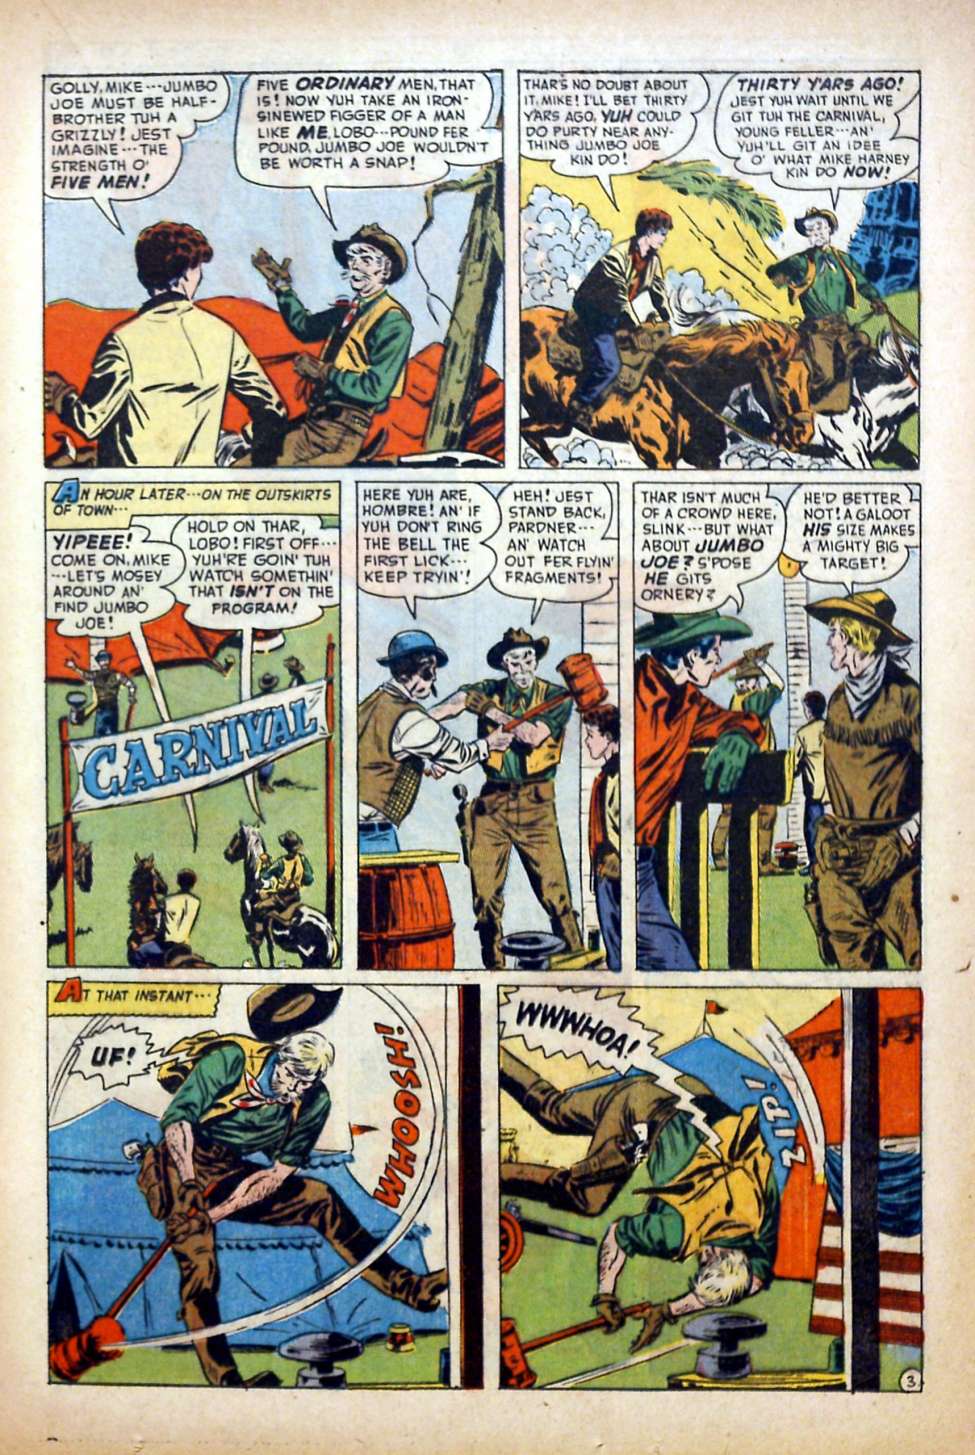 GOLLY, MIKE---JUMBO
JOE MUST BE HALF-
BROTHER TUH A
GRIZZLY! JEST
IMAGINE---THE
STRENGTH O'
FIVE MEN!
FIVE ORDINARY MEN, THAT
IS! NOW YUH TAKE AN IRON-
SINEWED FIGGER OF A MAN
LIKE ME, LOBO---POUND FER
POUND, JUMBO JOE WOULDN'T
BE WORTH A SNAP!
THAR'S NO DOUBT ABOUT
IT, MIKE! I'LL BET THIRTY
Y'ARS AGO, YUH COULD
DO PURTY NEAR ANY-
THING JUMBO JOE
KIN DO!
THIRTY Y'ARS AGO!
JEST YUH WAIT UNTIL WE
GIT TUH THE CARNIVAL,
YOUNG FELLER---AN'
YUH'LL GIT AN IDEE
O' WHAT MIKE HARNEY
KIN DO NOW!
AN HOUR LATER---ON THE OUTSKIRTS
OF TOWN---
YIPEEE!
COME ON, MIKE
---LET'S MOSEY
AROUND AN'
FIND JUMBO
JOE!
HOLD ON THAR,
LOBO! FIRST OFF---
YUH'RE GOIN' TUH
WATCH SOMETHIN'
THAT ISN'T ON THE
PROGRAM!
CARNIVAL
HERE YUH ARE,
HOMBRE! AN' IF
YUH DON'T RING
THE BELL THE
FIRST LICK---
KEEP TRYIN'!
HEH! JEST
STAND BACK,
PARDNER---
AN' WATCH
OUT FER FLYIN'
FRAGMENTS!
THAR ISN'T MUCH
OF A CROWD HERE,
SLINK---BUT WHAT
ABOUT JUMBO
JOE? S'POSE
HE GITS
ORNERY?
HE'D BETTER
NOT! A GALOOT
HIS SIZE MAKES
A MIGHTY BIG
TARGET!
AT THAT INSTANT---
UF!
WHOOSH!
WWWHOA!
ZIP!
3